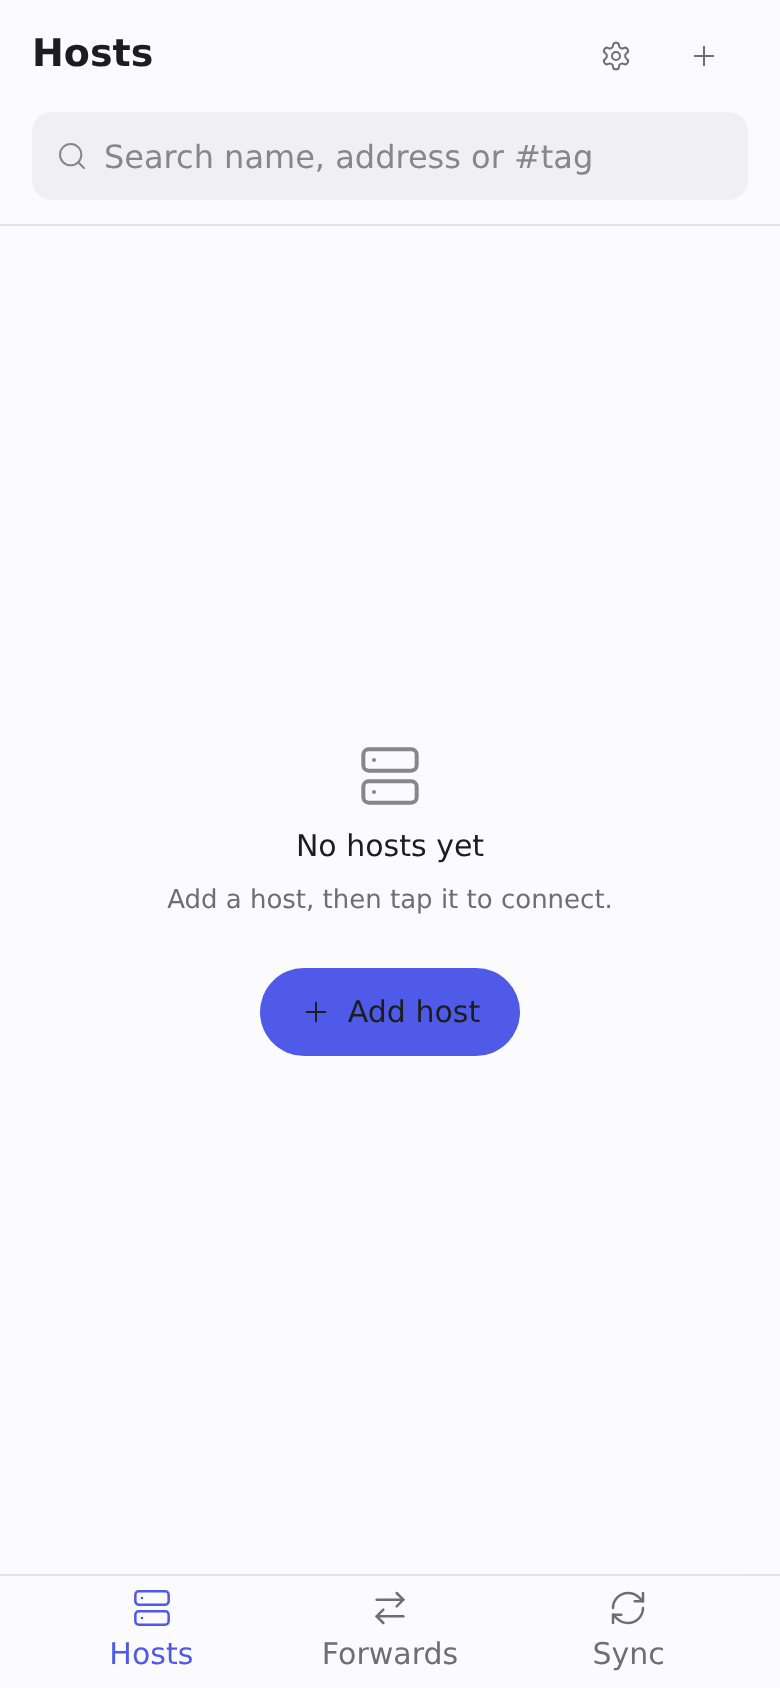 Hosts
Search name, address or #tag
No hosts yet
Add a host, then tap it to connect.
Add host
Hosts
Forwards
Sync